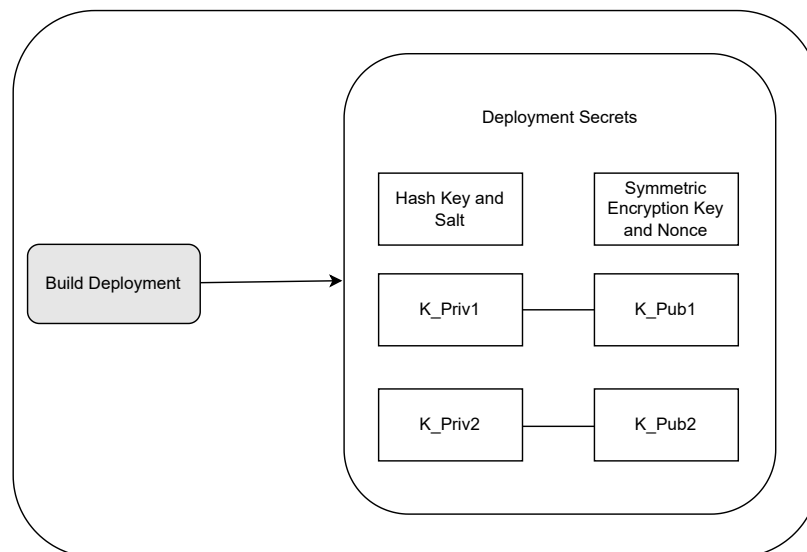 Deployment Secrets
Hash Key and
Salt
Symmetric
Encryption Key
and Nonce
Build Deployment
K_Priv1
K_Pub1
K_Priv2
K_Pub2